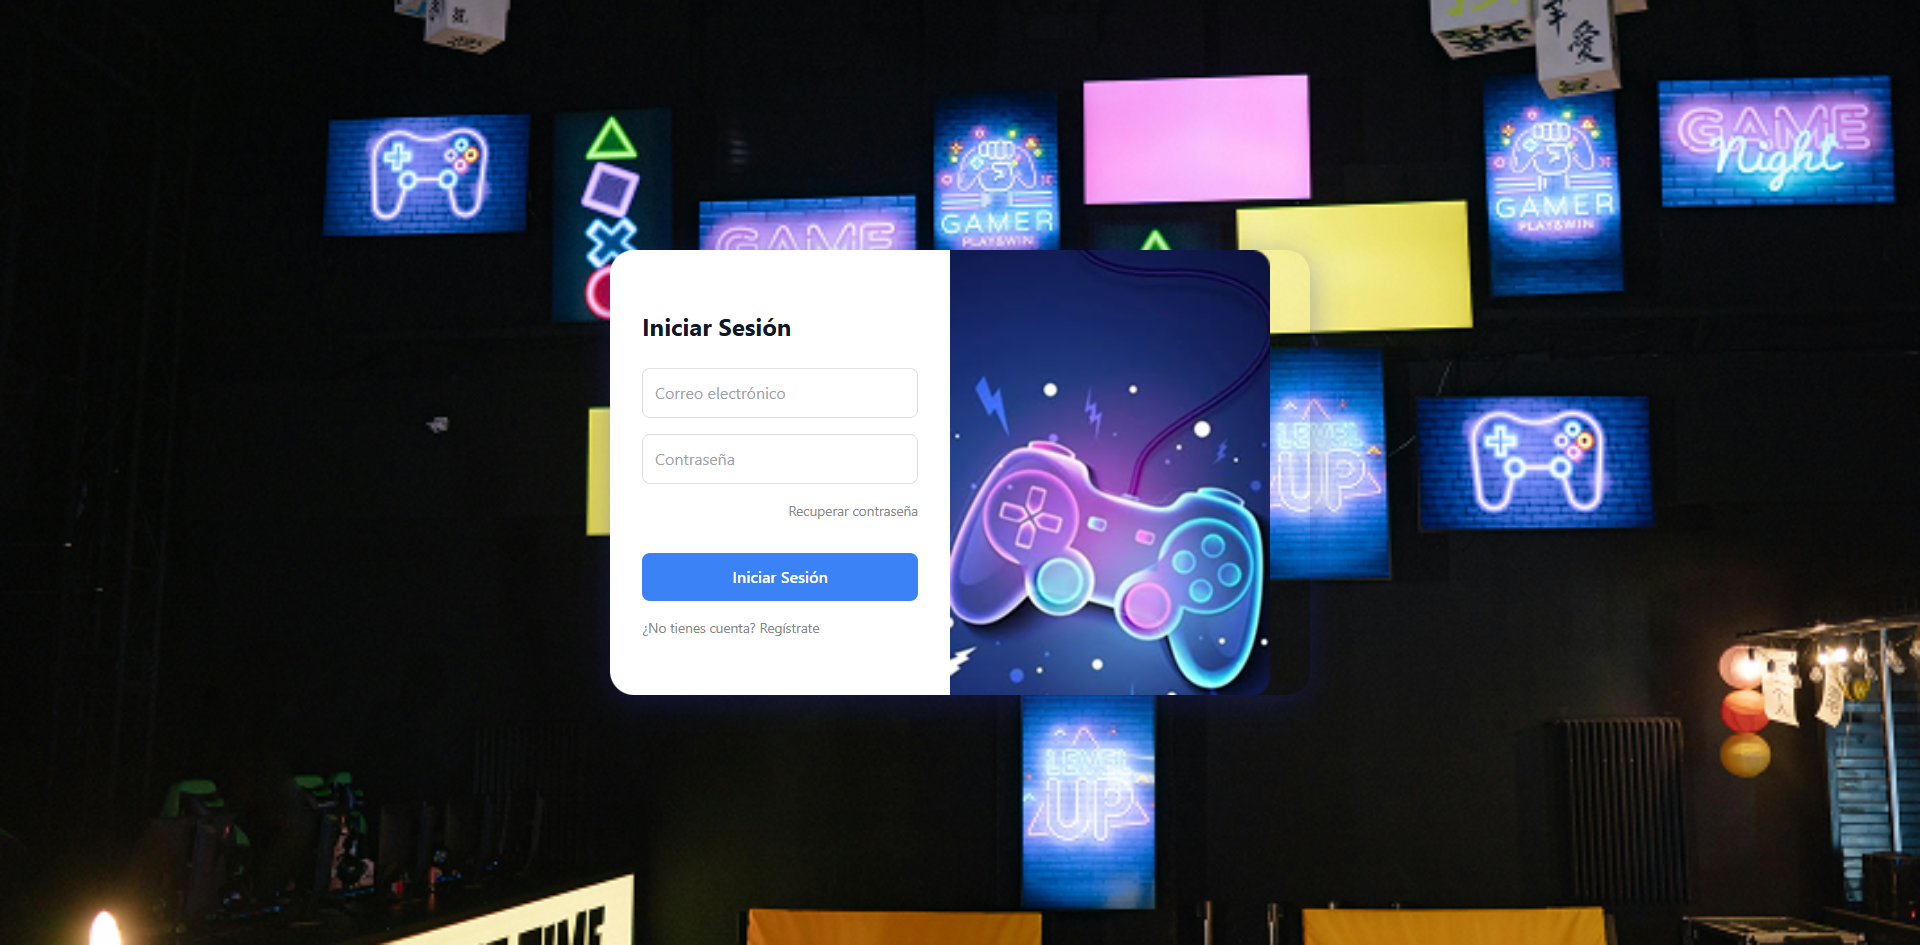 愛
GAME
Night
GAMER
PLAY&WIN
GAMER
PLAY&WIN
GAME
Iniciar Sesión
Correo electrónico
Contraseña
Recuperar contraseña
Iniciar Sesión
¿No tienes cuenta? Regístrate
LEVEL
UP
LEVEL
UP